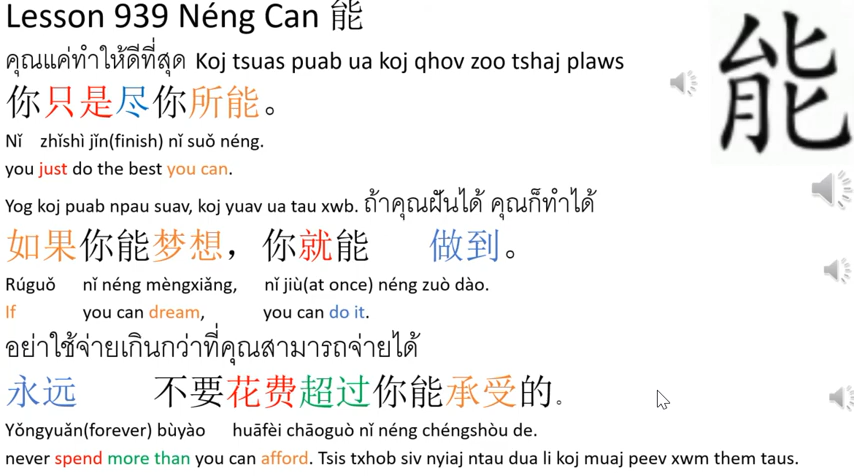 Lesson 939 Néng Can 能
能
คุณแค่ทำให้ดีที่สุด Koj tsuas puab ua koj qhov zoo tshaj plaws
你只是尽你所能。
Nǐ zhǐshì jǐn(finish) nǐ suǒ néng.
you just do the best you can.
Yog koj puab npau suav, koj yuav ua tau xwb. ถ้าคุณฝันได้ คุณก็ทำได้
如果你能梦想，你就能 做到。
Rúguǒ nǐ néng mèngxiǎng, nǐ jiù(at once) néng zuò dào.
If you can dream, you can do it.
อย่าใช้จ่ายเกินกว่าที่คุณสามารถจ่ายได้
永远 不要花费超过你能承受的。
Yǒngyuǎn(forever) bùyào huāfèi chāoguò nǐ néng chéngshòu de.
never spend more than you can afford. Tsis txhob siv nyiaj ntau dua li koj muaj peev xwm them taus.